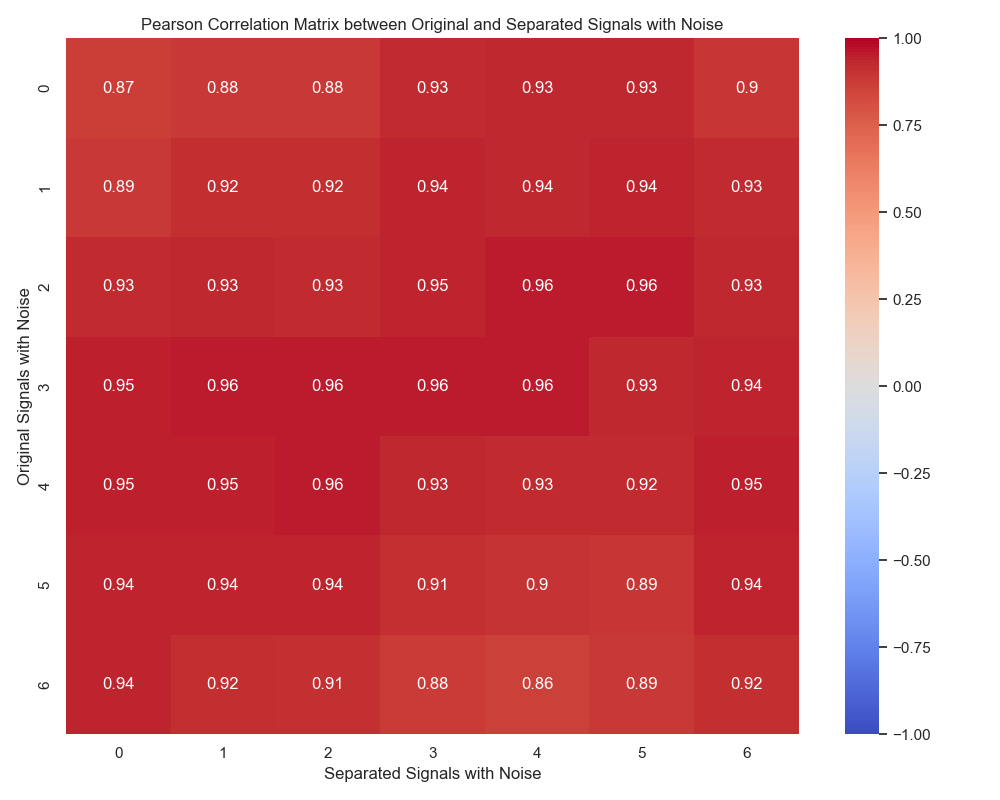 Pearson Correlation Matrix between Original and Separated Signals with Noise
0 0.87 0.88 0.88 0.93 0.93 0.93 0.9
1 0.89 0.92 0.92 0.94 0.94 0.94 0.93
2 0.93 0.93 0.93 0.95 0.96 0.96 0.93
3 0.95 0.96 0.96 0.96 0.96 0.93 0.94
4 0.95 0.95 0.96 0.93 0.93 0.92 0.95
5 0.94 0.94 0.94 0.91 0.9 0.89 0.94
6 0.94 0.92 0.91 0.88 0.86 0.89 0.92
0 1 2 3 4 5 6
Separated Signals with Noise
Original Signals with Noise
1.00
0.75
0.50
0.25
0.00
−0.25
−0.50
−0.75
−1.00